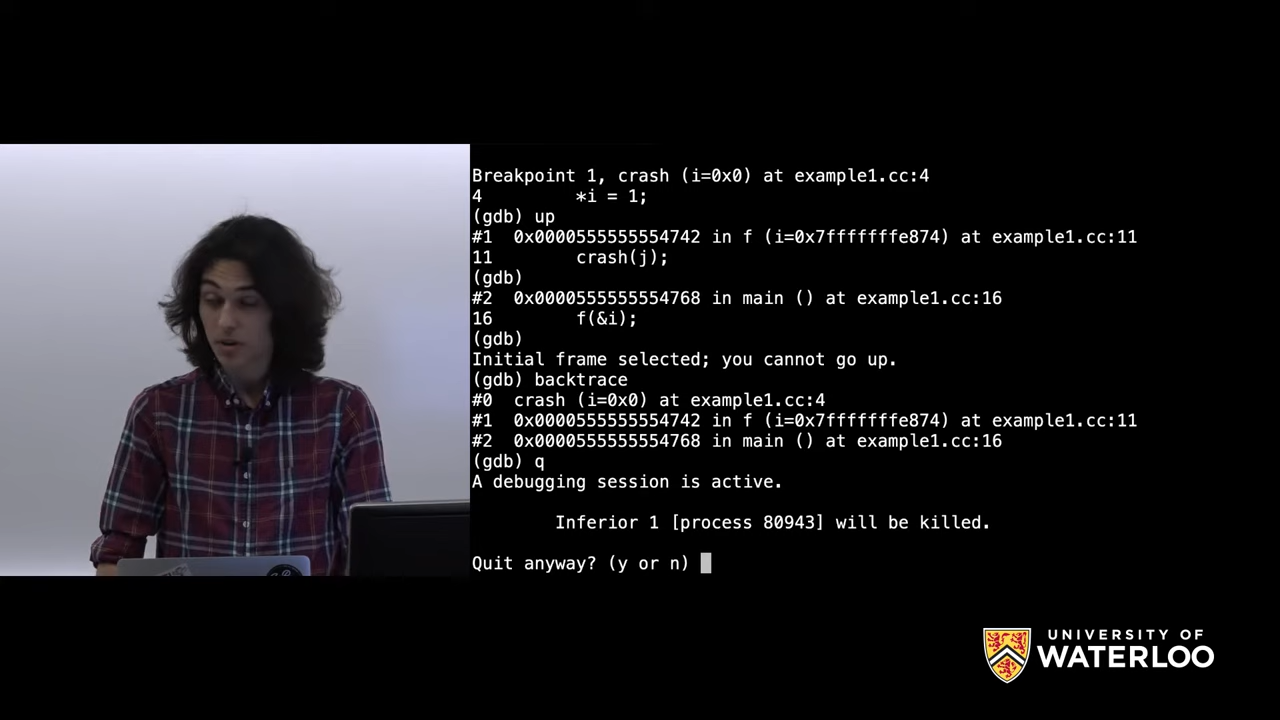 Breakpoint 1, crash (i=0x0) at example1.cc:4
4         *i = 1;
(gdb) up
#1  0x0000555555554742 in f (i=0x7fffffffe874) at example1.cc:11
11        crash(j);
(gdb)
#2  0x0000555555554768 in main () at example1.cc:16
16        f(&i);
(gdb)
Initial frame selected; you cannot go up.
(gdb) backtrace
#0  crash (i=0x0) at example1.cc:4
#1  0x0000555555554742 in f (i=0x7fffffffe874) at example1.cc:11
#2  0x0000555555554768 in main () at example1.cc:16
(gdb) q
A debugging session is active.
        Inferior 1 [process 80943] will be killed.
Quit anyway? (y or n)
UNIVERSITY OF
WATERLOO